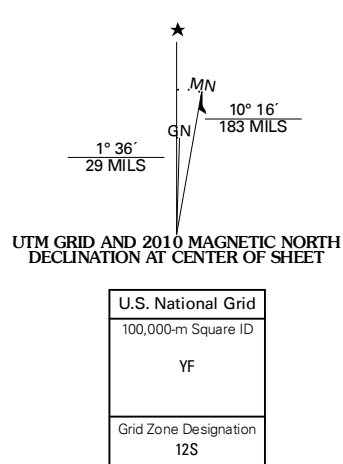 MN
10° 16´
183 MILS
GN
1° 36´
29 MILS
UTM GRID AND 2010 MAGNETIC NORTH
DECLINATION AT CENTER OF SHEET
U.S. National Grid
100,000-m Square ID
YF
Grid Zone Designation
12S